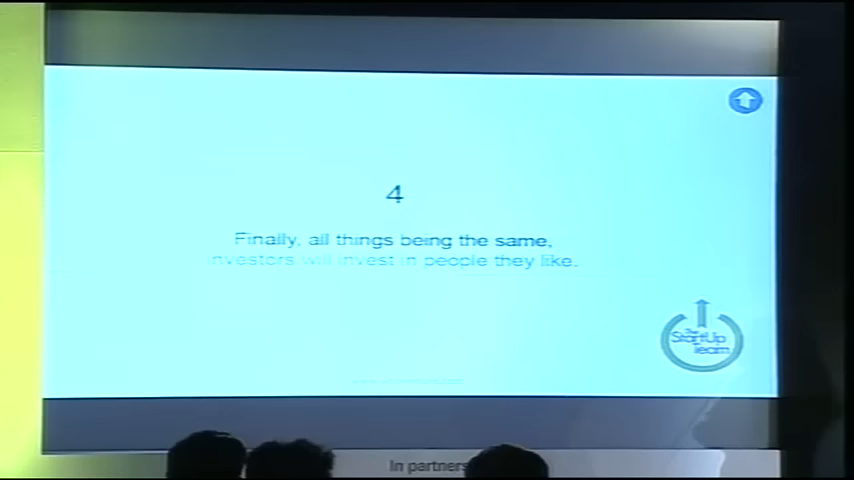 4
Finally, all things being the same,
investors will invest in people they like.
The
StartUp
Team
In partners